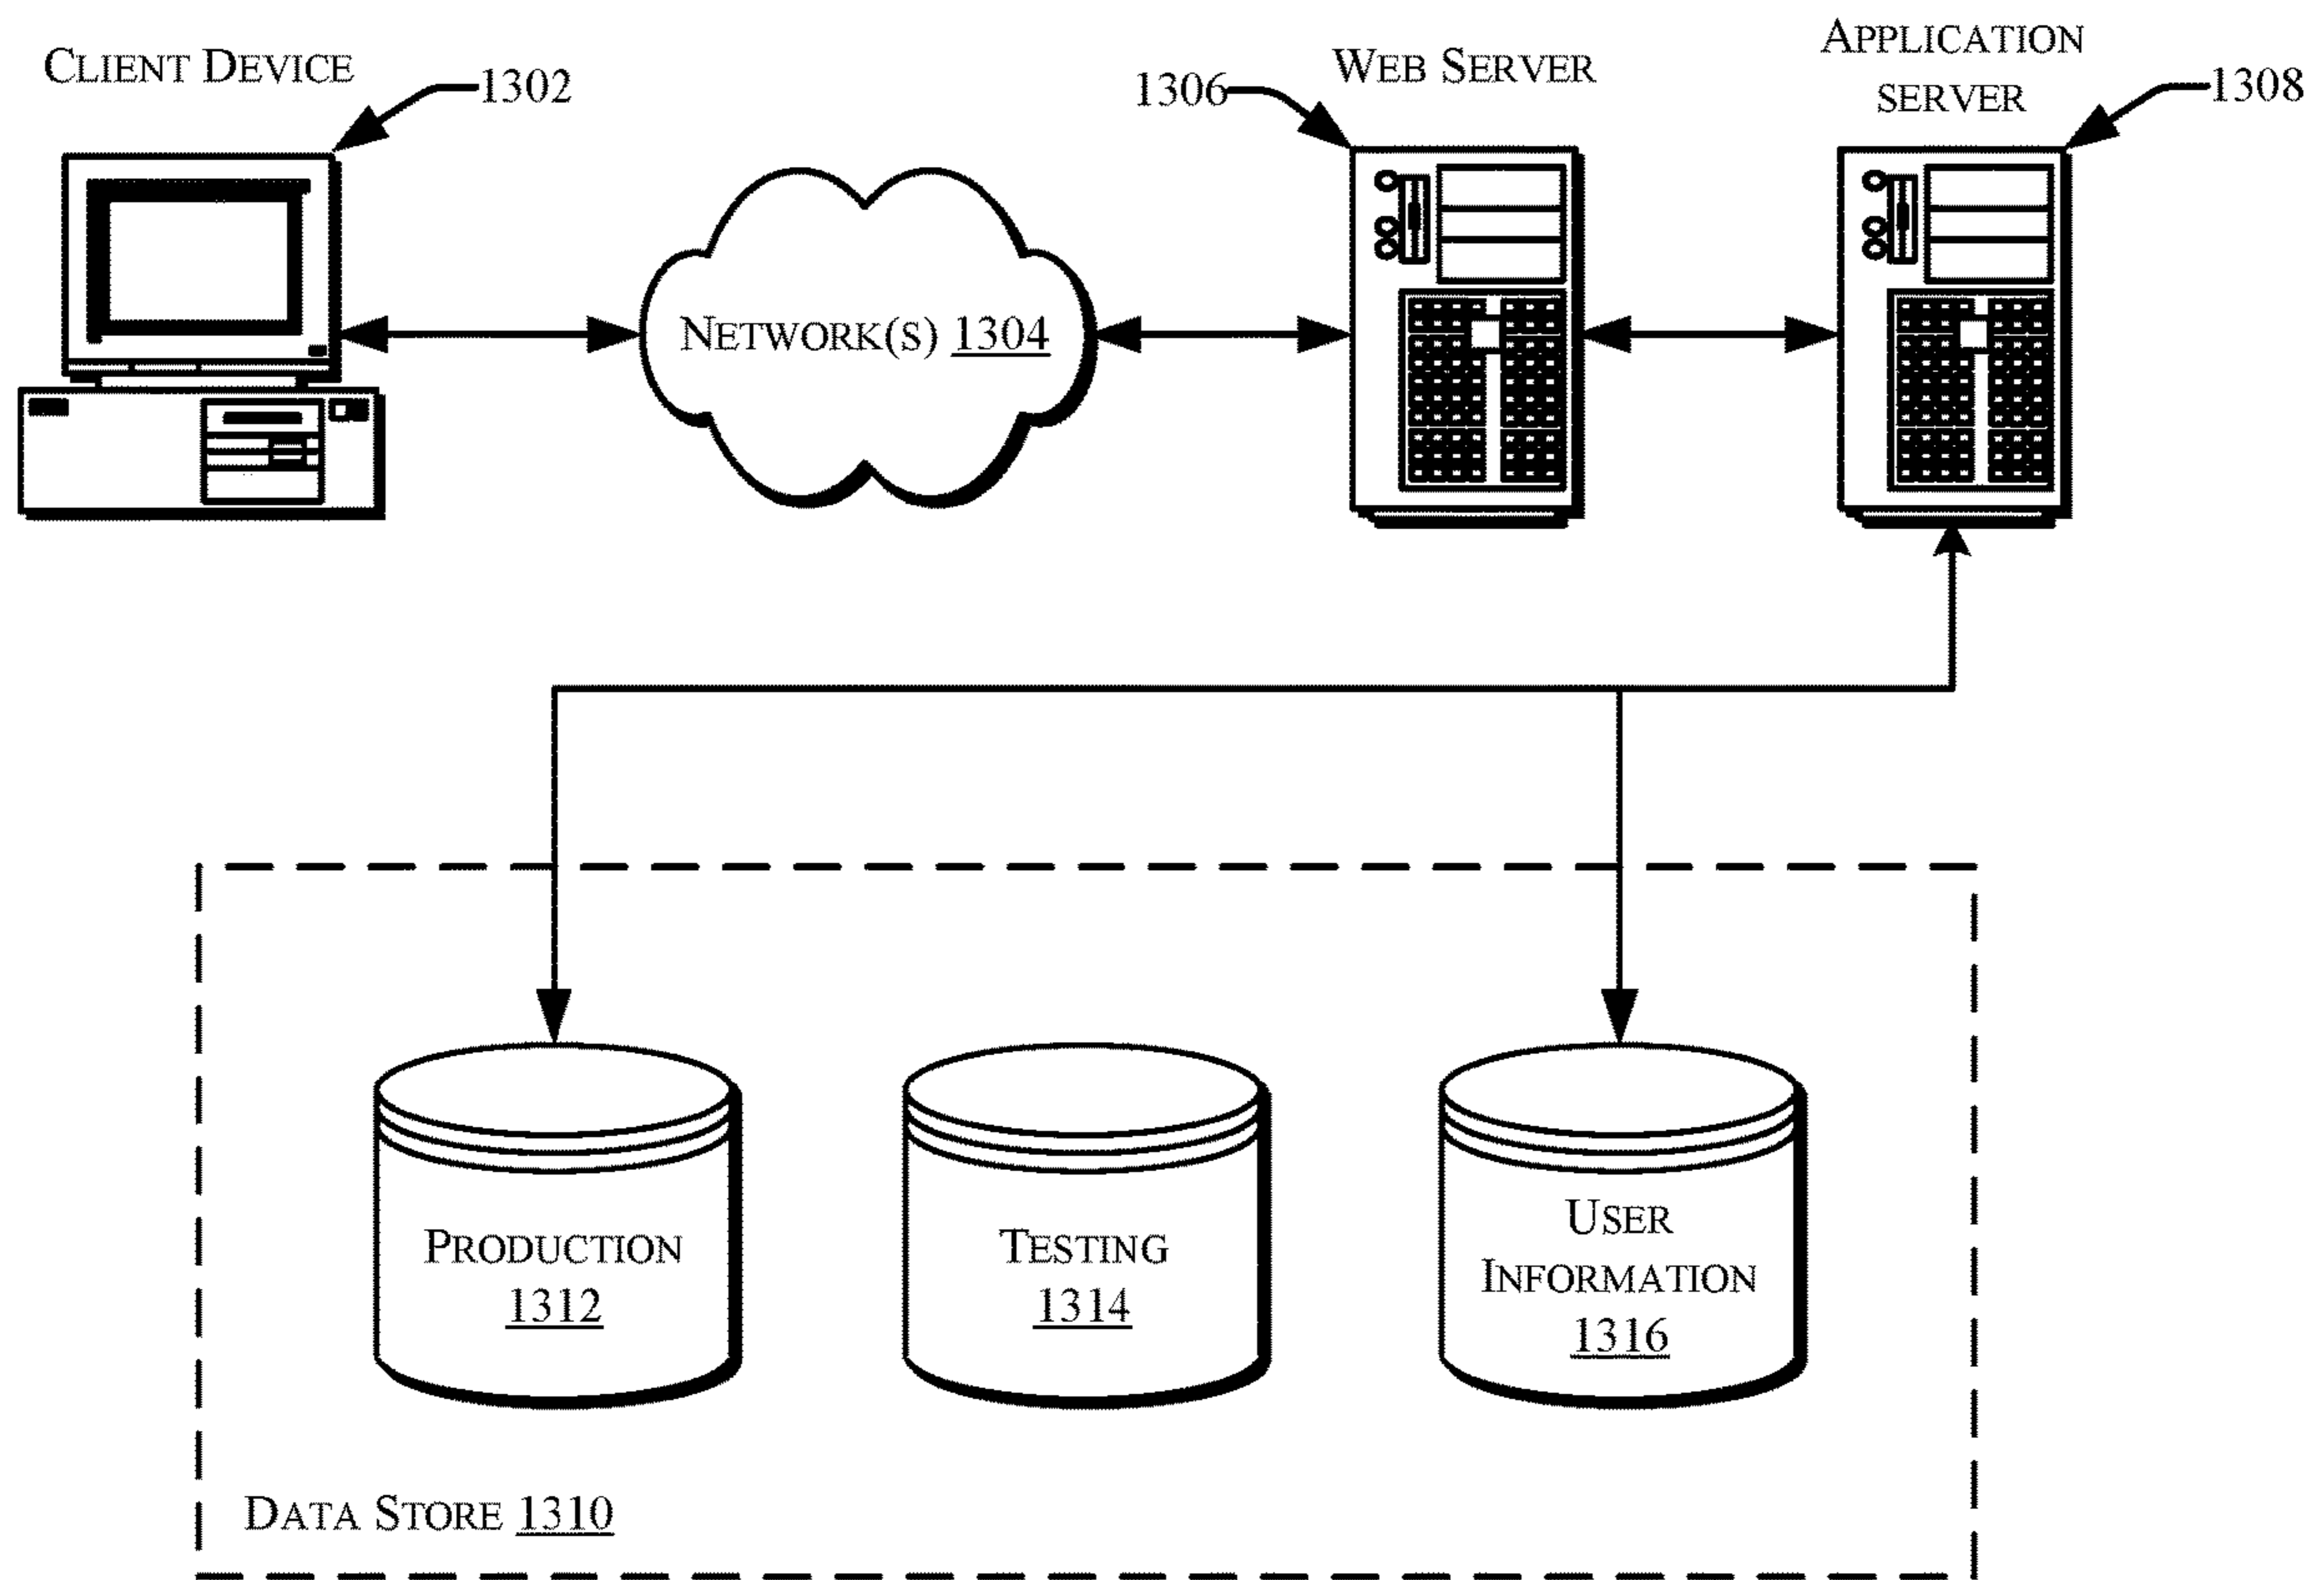 CLIENT DEVICE
1302
1306
WEB SERVER
APPLICATION
SERVER
1308
NETWORK(S) 1304
PRODUCTION
1312
TESTING
1314
USER
INFORMATION
1316
DATA STORE 1310